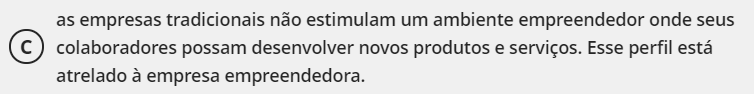 as empresas tradicionais não estimulam um ambiente empreendedor onde seus
C colaboradores possam desenvolver novos produtos e serviços. Esse perfil está
atrelado à empresa empreendedora.